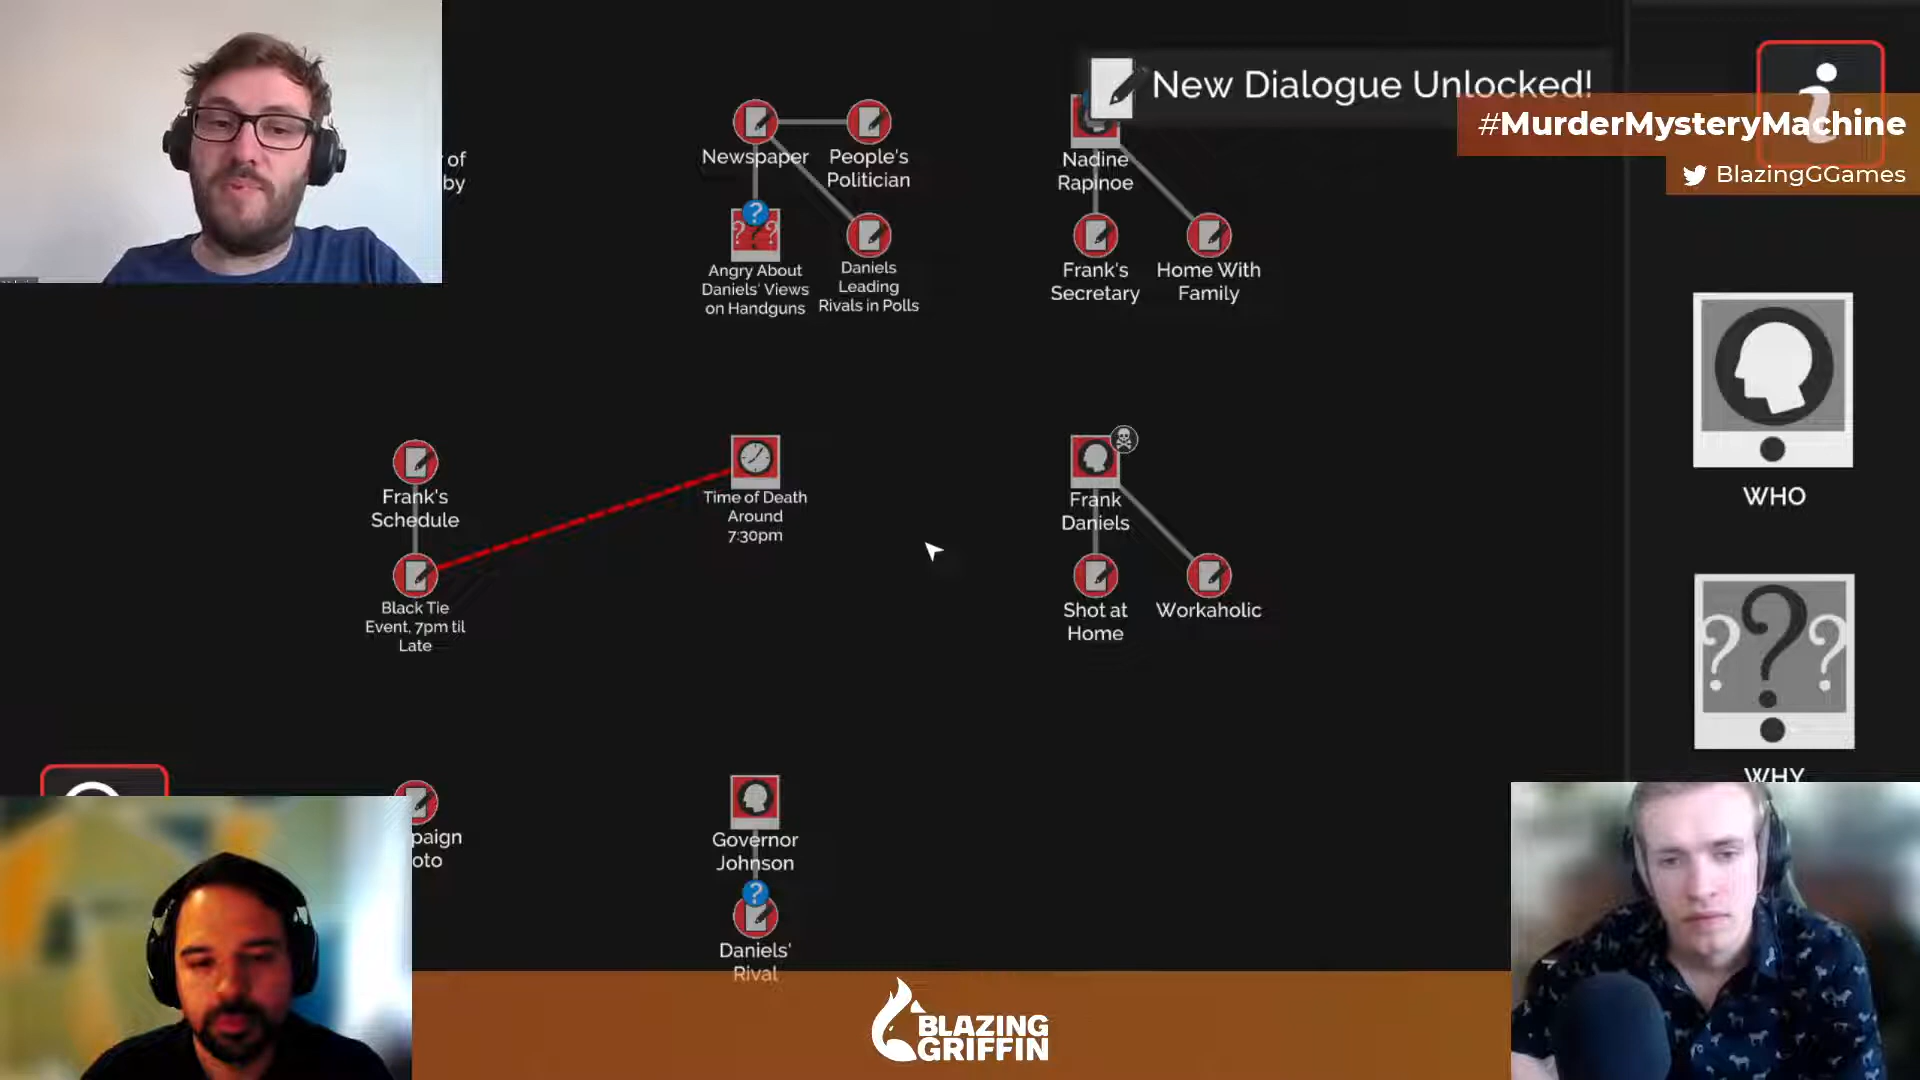 New Dialogue Unlocked!
#MurderMysteryMachine
BlazingGGames
of
by
Newspaper
People's
Politician
Nadine
Rapinoe
Angry About
Daniels' Views
on Handguns
Daniels
Leading
Rivals in Polls
Frank's
Secretary
Home With
Family
WHO
Frank's
Schedule
Time of Death
Around
7:30pm
Frank
Daniels
Black Tie
Event, 7pm til
Late
Shot at
Home
Workaholic
WHY
paign
oto
Governor
Johnson
Daniels'
Rival
BLAZING
GRIFFIN